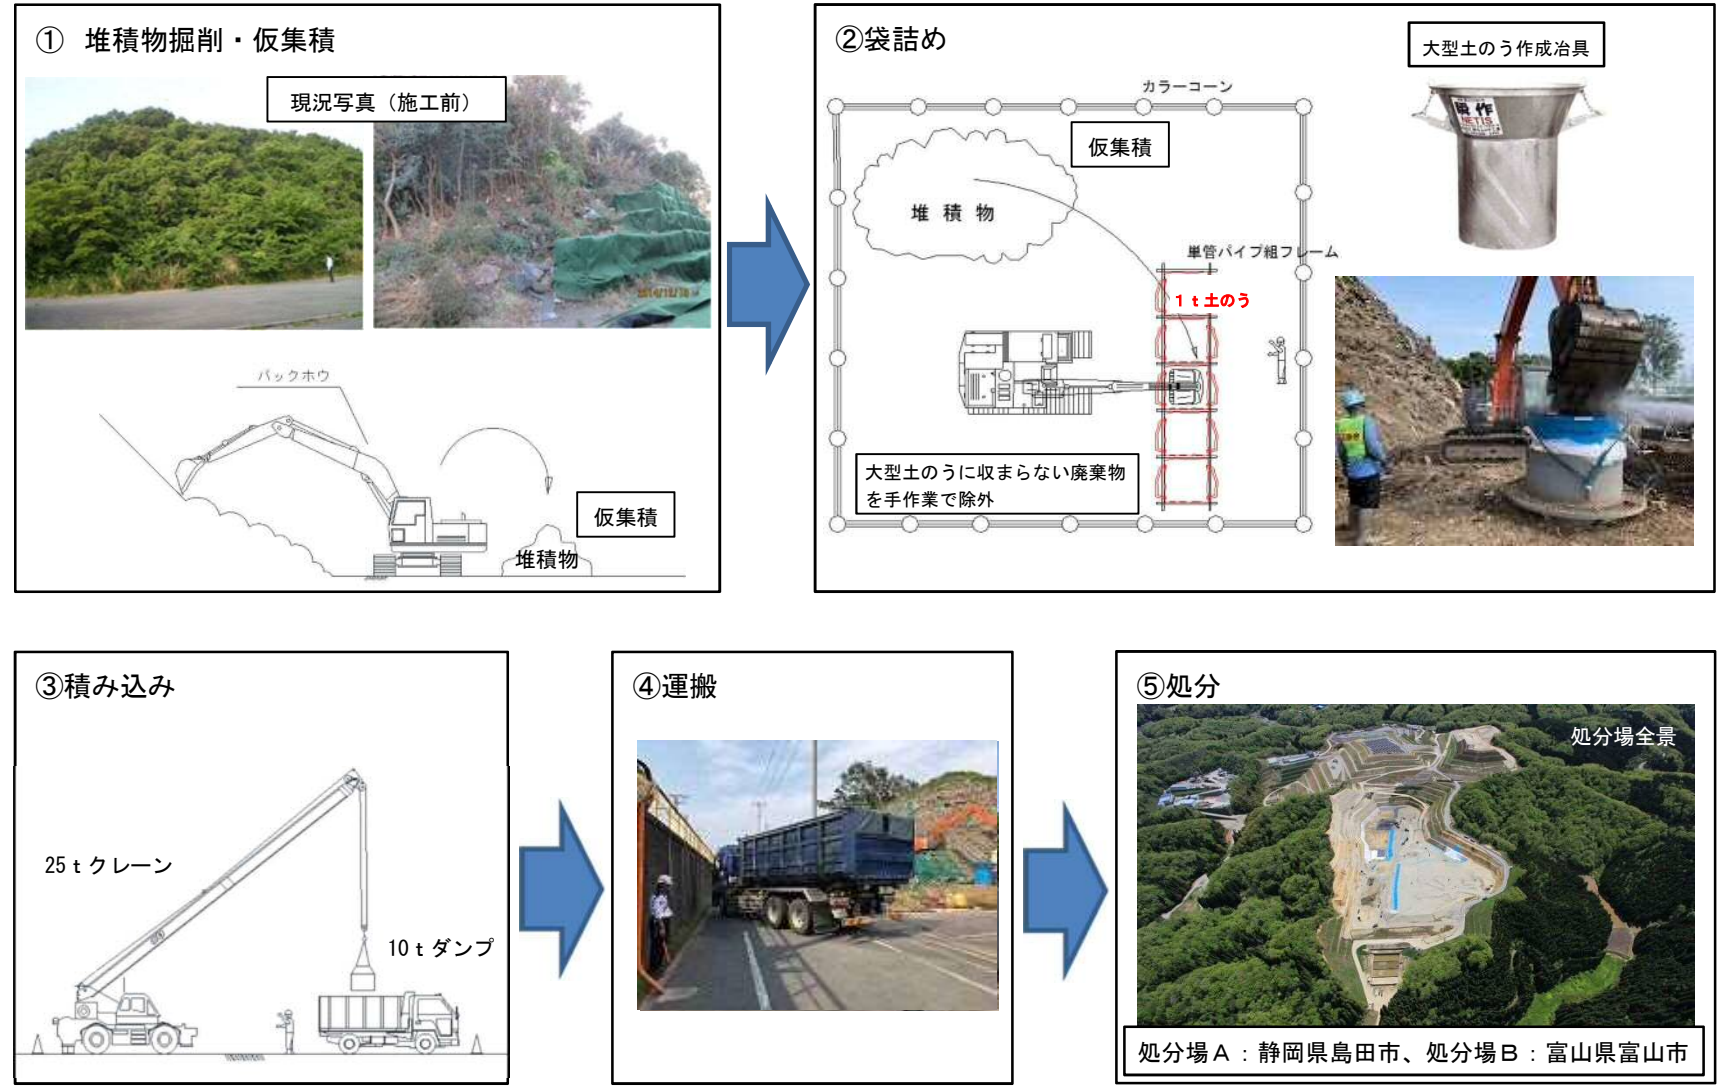 ① 堆積物掘削・仮集積
現況写真（施工前）
バックホウ
仮集積
堆積物
②袋詰め
大型土のう作成冶具
カラーコーン
仮集積
堆積物
単管パイプ組フレーム
1t土のう
大型土のうに収まらない廃棄物
を手作業で除外
瞬作
NETIS
③積み込み
25tクレーン
10tダンプ
④運搬
⑤処分
処分場全景
処分場A：静岡県島田市、処分場B：富山県富山市